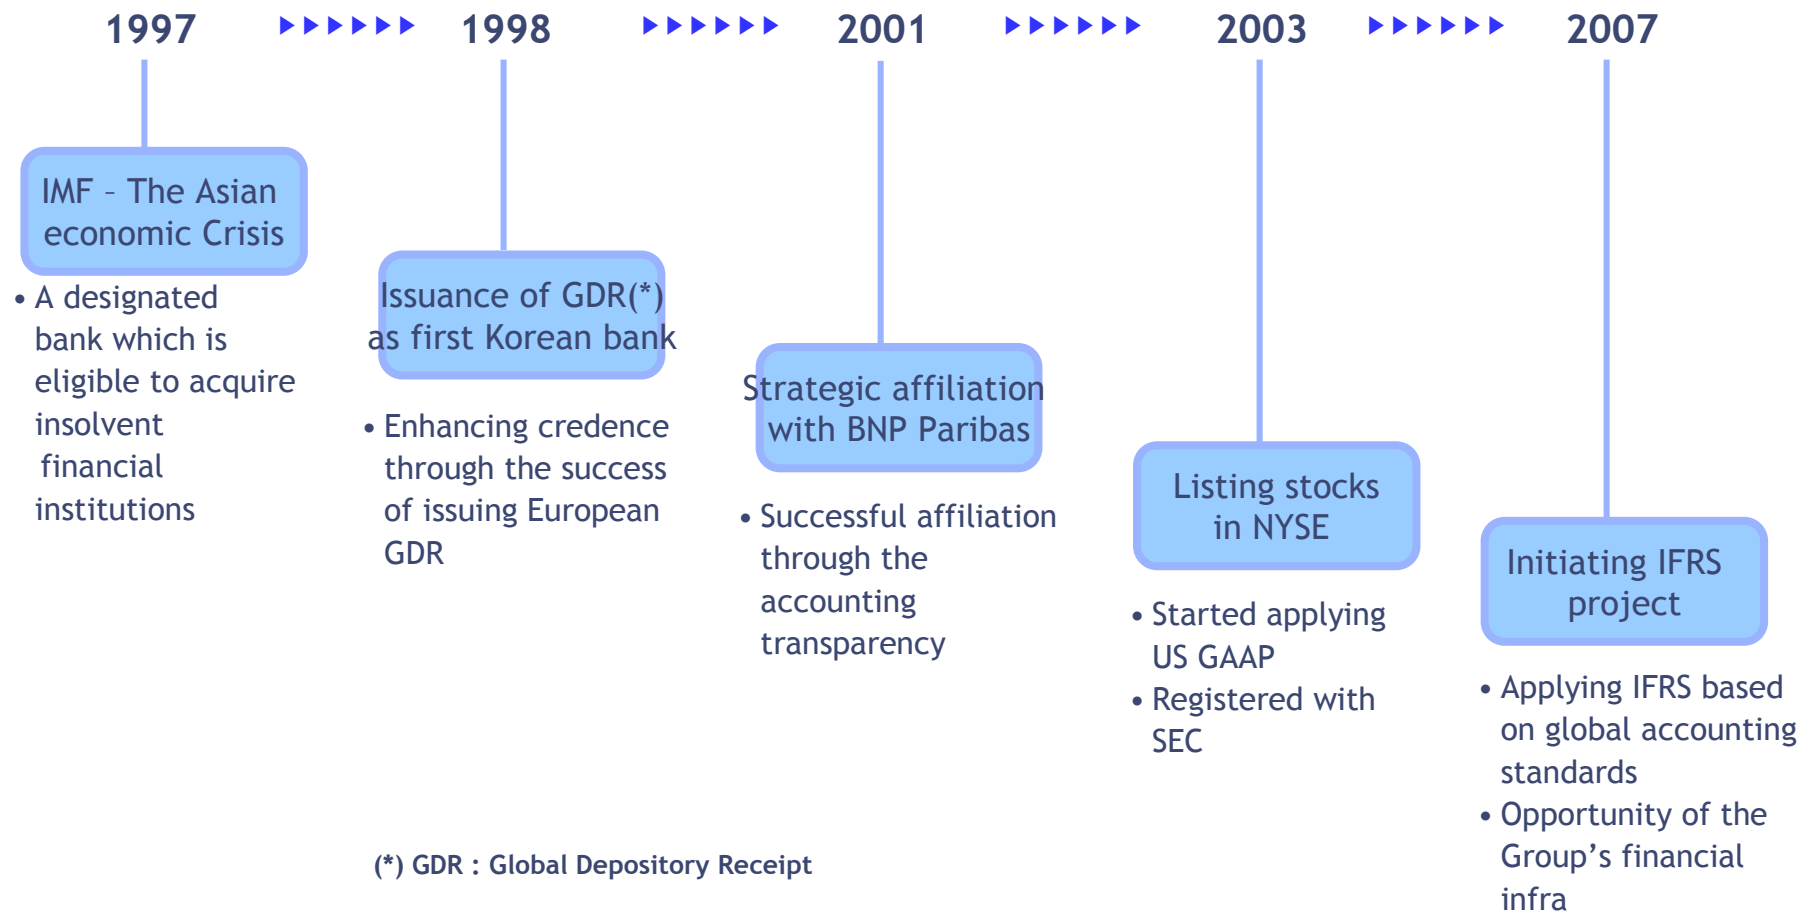 1997
1998
2001
2003
2007
IMF – The Asian
economic Crisis
• A designated
bank which is
eligible to acquire
insolvent
financial
institutions
Issuance of GDR(*)
as first Korean bank
• Enhancing credence
through the success
of issuing European
GDR
Strategic affiliation
with BNP Paribas
• Successful affiliation
through the
accounting
transparency
Listing stocks
in NYSE
• Started applying
US GAAP
• Registered with
SEC
Initiating IFRS
project
• Applying IFRS based
on global accounting
standards
• Opportunity of the
Group’s financial
infra
(*) GDR : Global Depository Receipt